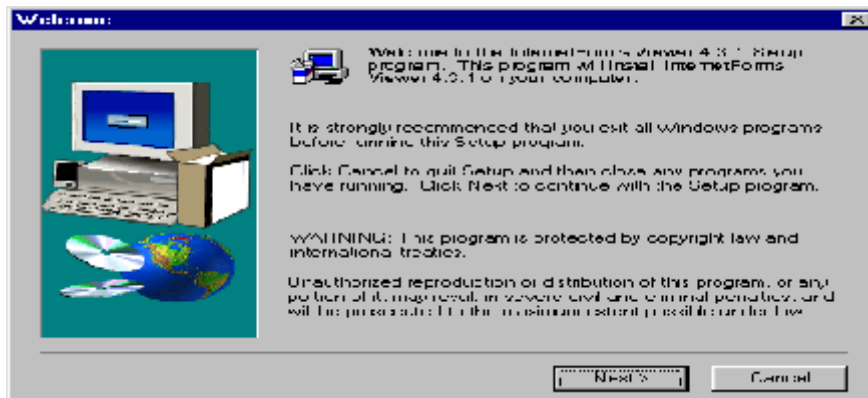 Welcome
Welcome to the InternetForms Viewer 4.3.1 Setup
program. This program will install InternetForms
Viewer 4.3.1 on your computer.
It is strongly recommended that you exit all Windows programs
before running this Setup program.
Click Cancel to quit Setup and then close any programs you
have running. Click Next to continue with the Setup program.
WARNING: This program is protected by copyright law and
international treaties.
Unauthorized reproduction or distribution of this program, or any
portion of it, may result in severe civil and criminal penalties, and
will be prosecuted to the maximum extent possible under law.
Next >
Cancel